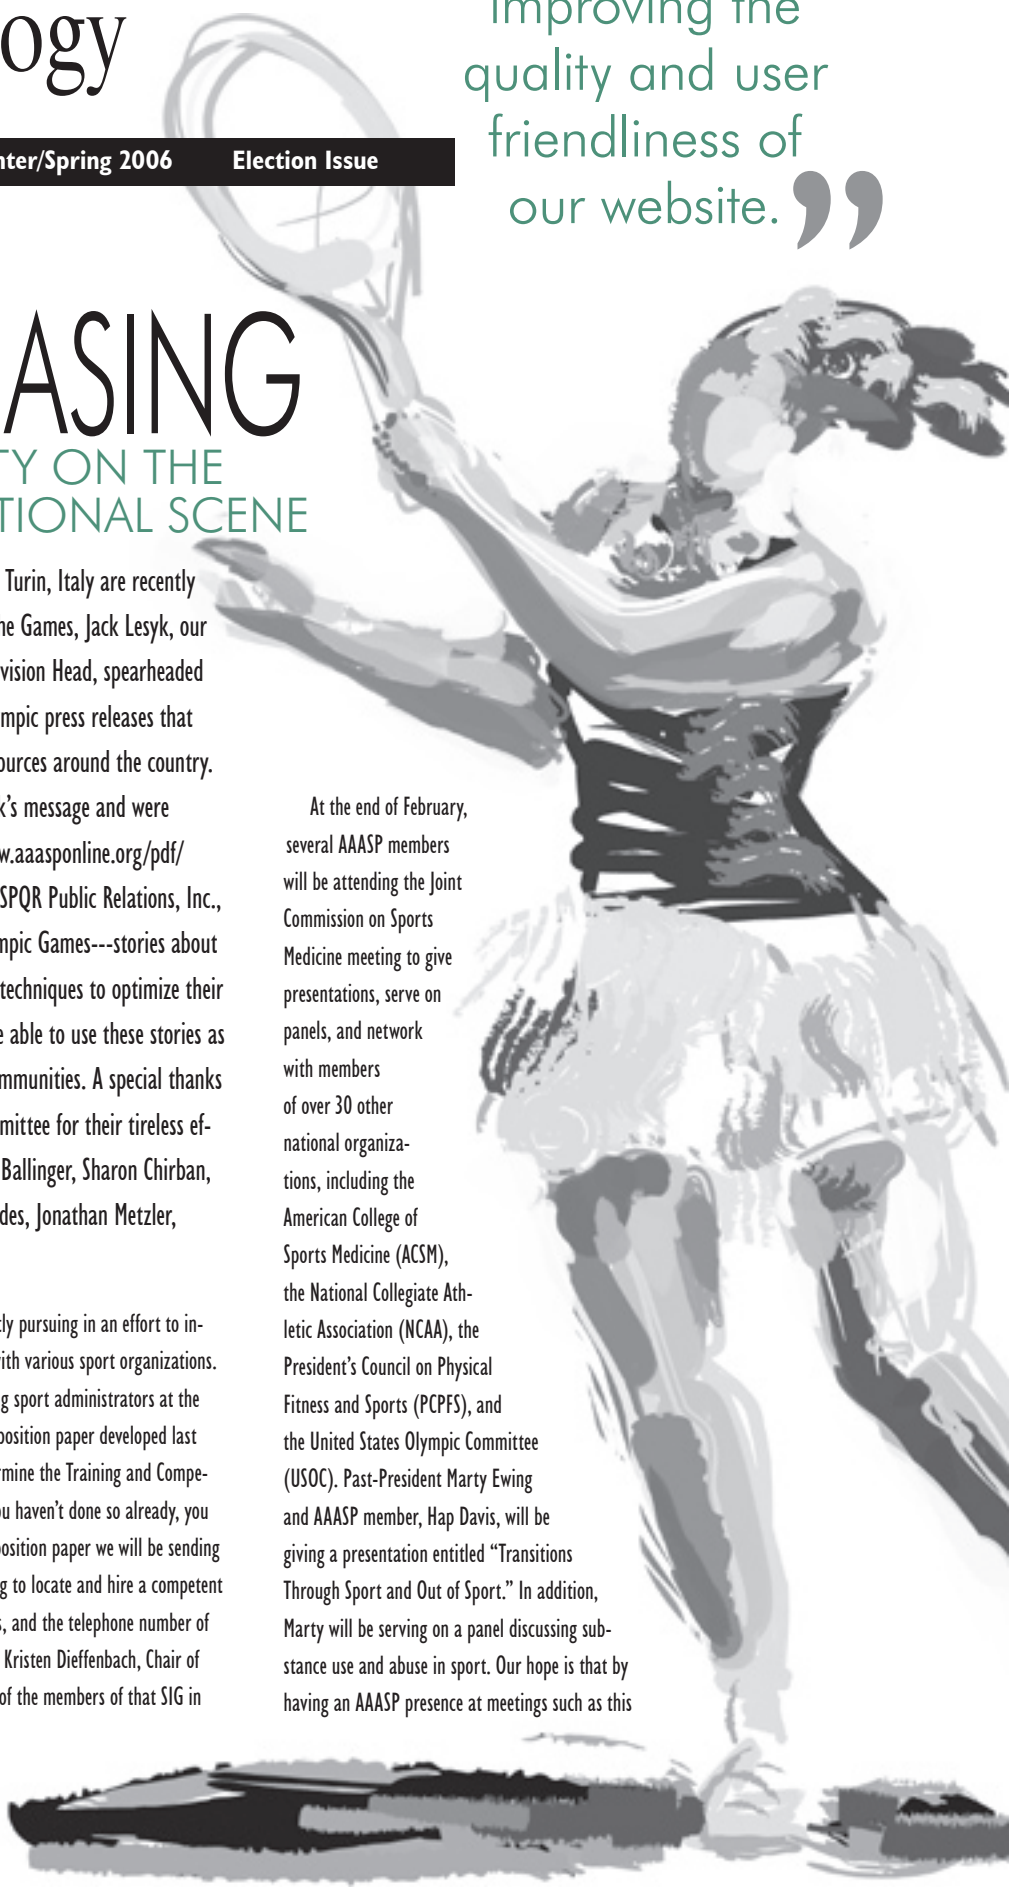 ogy
nter/Spring 2006 Election Issue
improving the
quality and user
friendliness of
our website.”
ASING
TY ON THE
TIONAL SCENE
Turin, Italy are recently
he Games, Jack Lesyk, our
vision Head, spearheaded
mpic press releases that
ources around the country.
k’s message and were
w.aaasponline.org/pdf/
SPQR Public Relations, Inc.,
mpic Games---stories about
techniques to optimize their
e able to use these stories as
mmunities. A special thanks
mittee for their tireless ef-
Ballinger, Sharon Chirban,
des, Jonathan Metzler,
tly pursuing in an effort to in-
ith various sport organizations.
g sport administrators at the
position paper developed last
rmine the Training and Compe-
ou haven’t done so already, you
position paper we will be sending
g to locate and hire a competent
s, and the telephone number of
Kristen Dieffenbach, Chair of
of the members of that SIG in
At the end of February,
several AAASP members
will be attending the Joint
Commission on Sports
Medicine meeting to give
presentations, serve on
panels, and network
with members
of over 30 other
national organiza-
tions, including the
American College of
Sports Medicine (ACSM),
the National Collegiate Ath-
letic Association (NCAA), the
President’s Council on Physical
Fitness and Sports (PCPFS), and
the United States Olympic Committee
(USOC). Past-President Marty Ewing
and AAASP member, Hap Davis, will be
giving a presentation entitled “Transitions
Through Sport and Out of Sport.” In addition,
Marty will be serving on a panel discussing sub-
stance use and abuse in sport. Our hope is that by
having an AAASP presence at meetings such as this